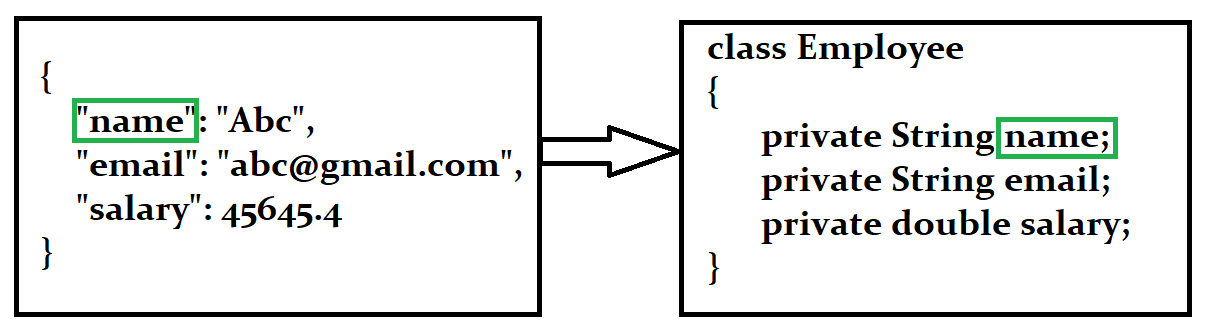 {
"name": "Abc",
"email": "abc@gmail.com",
"salary": 45645.4
}
class Employee
{
private String name;
private String email;
private double salary;
}